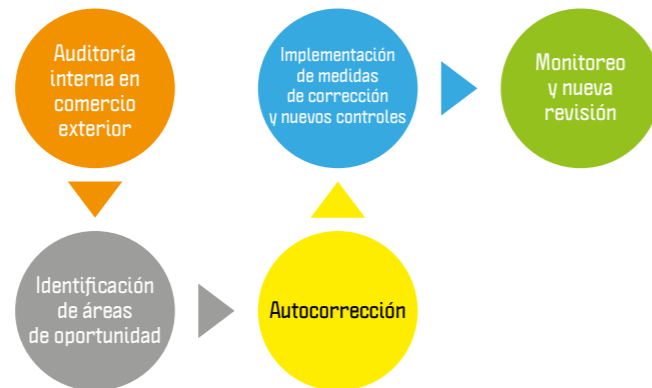 Auditoría
interna en
comercio
exterior
Identificación
de áreas
de oportunidad
Autocorrección
Implementación
de medidas
de corrección
y nuevos controles
Monitoreo
y nueva
revisión